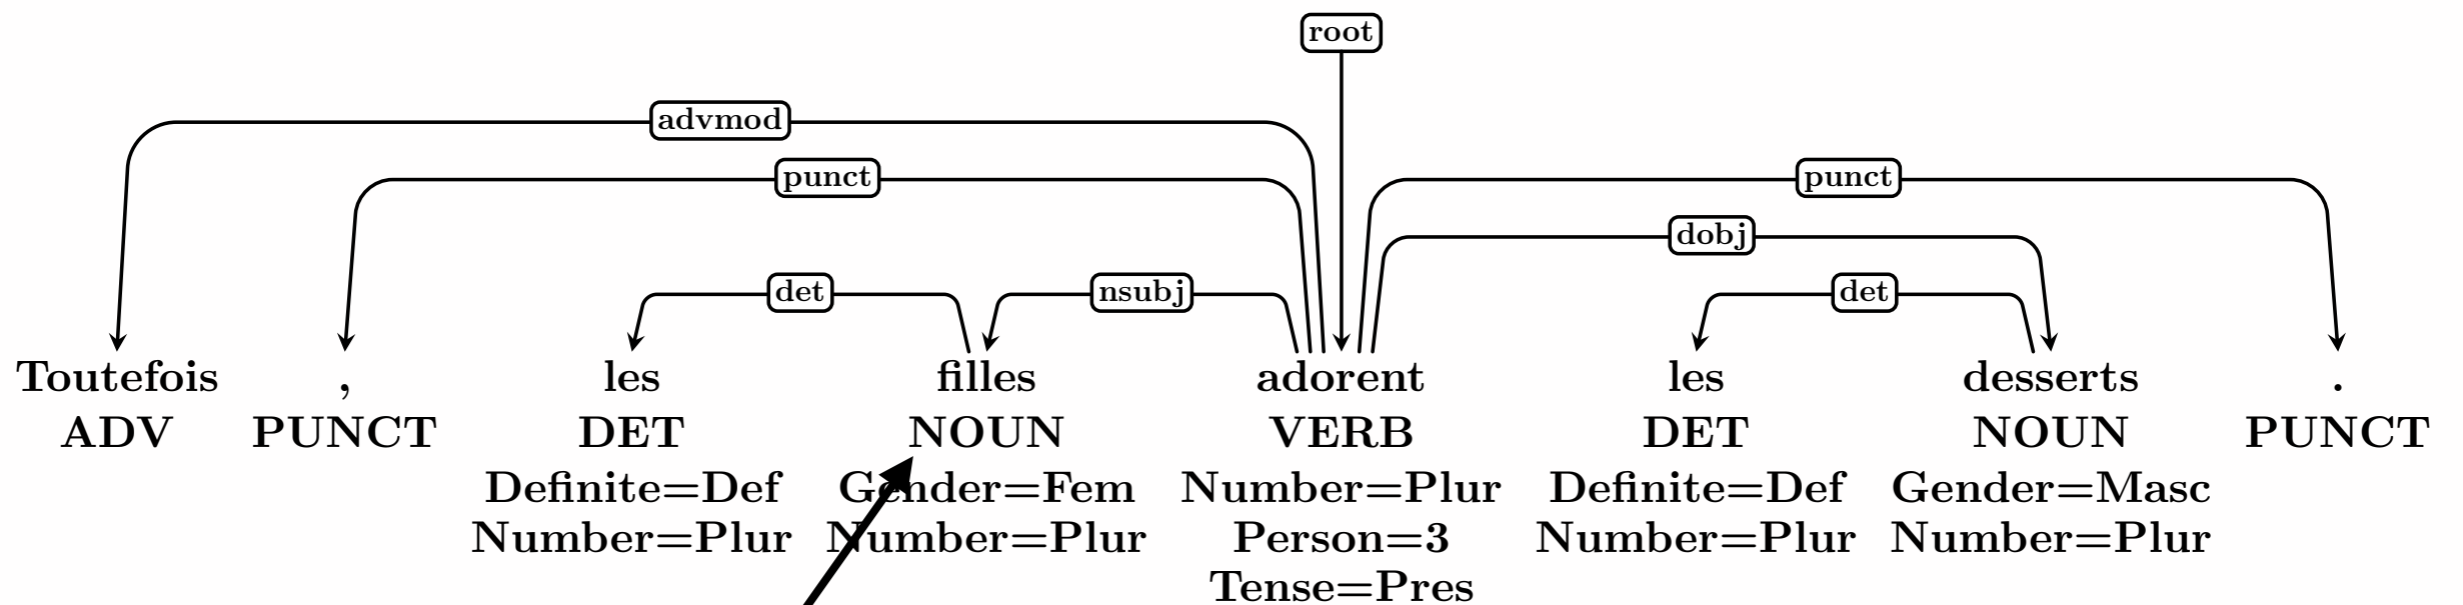 root
advmod
punct punct
dobj
det nsubj det
Toutefois , les filles adorent les desserts .
ADV PUNCT DET NOUN VERB DET NOUN PUNCT
Definite=Def Gender=Fem Number=Plur Definite=Def Gender=Masc
Number=Plur Number=Plur Person=3 Number=Plur Number=Plur
Tense=Pres